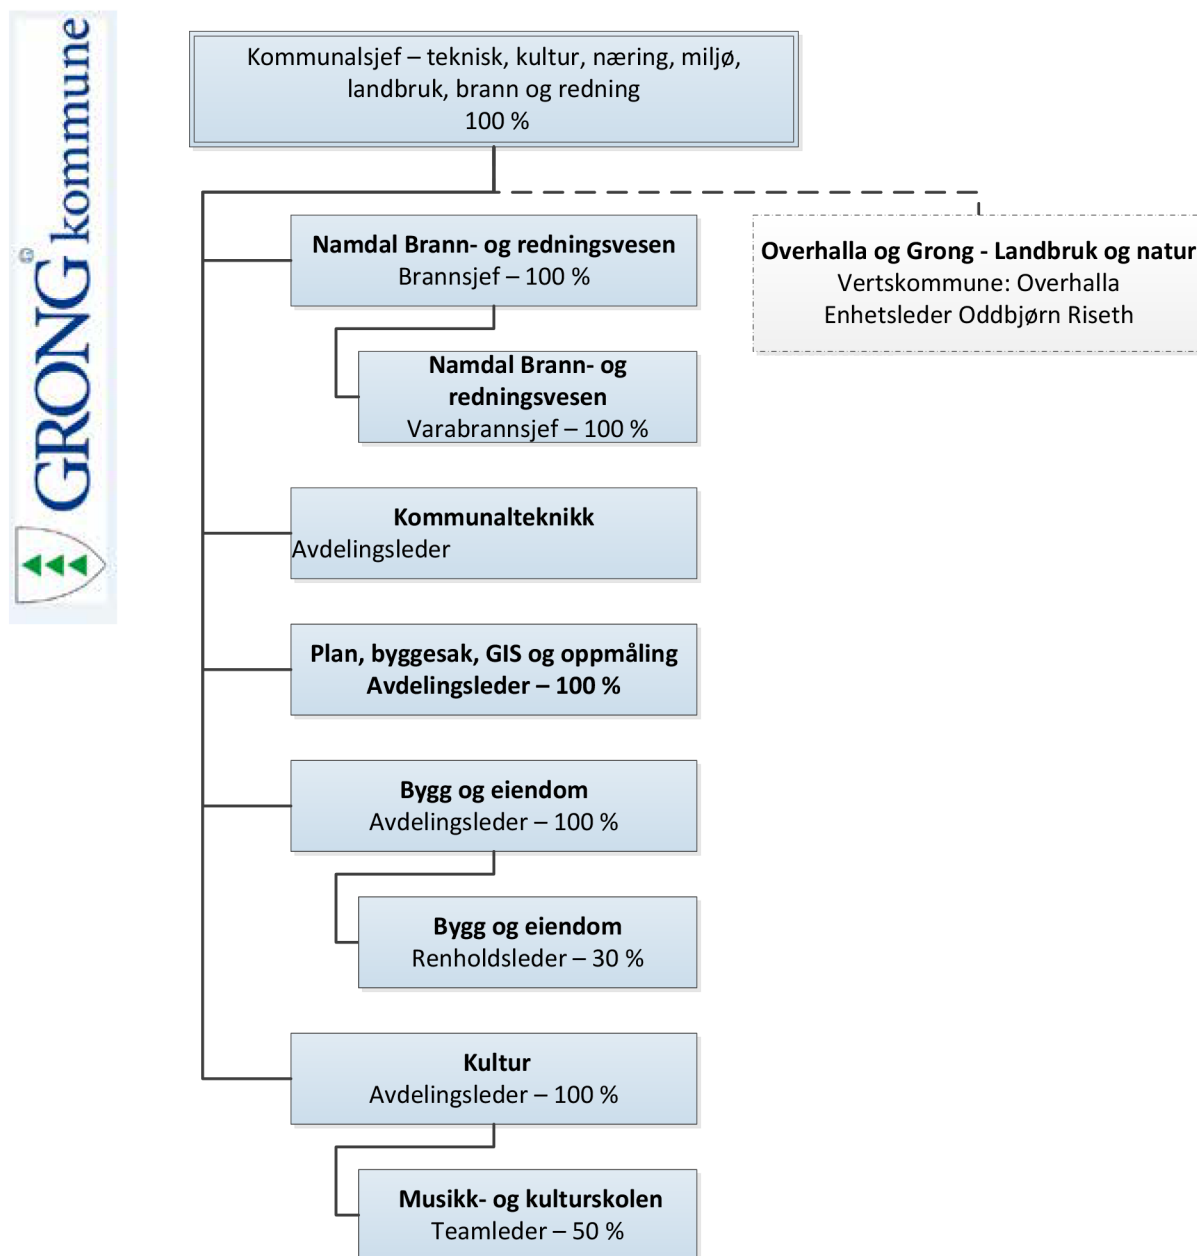 GRONG kommune
Kommunalsjef – teknisk, kultur, næring, miljø,
landbruk, brann og redning
100 %
Namdal Brann- og redningsvesen
Brannsjef – 100 %
Overhalla og Grong - Landbruk og natur
Vertskommune: Overhalla
Enhetsleder Oddbjørn Riseth
Namdal Brann- og
redningsvesen
Varabrannsjef – 100 %
Kommunalteknikk
Avdelingsleder
Plan, byggesak, GIS og oppmåling
Avdelingsleder – 100 %
Bygg og eiendom
Avdelingsleder – 100 %
Bygg og eiendom
Renholdsleder – 30 %
Kultur
Avdelingsleder – 100 %
Musikk- og kulturskolen
Teamleder – 50 %